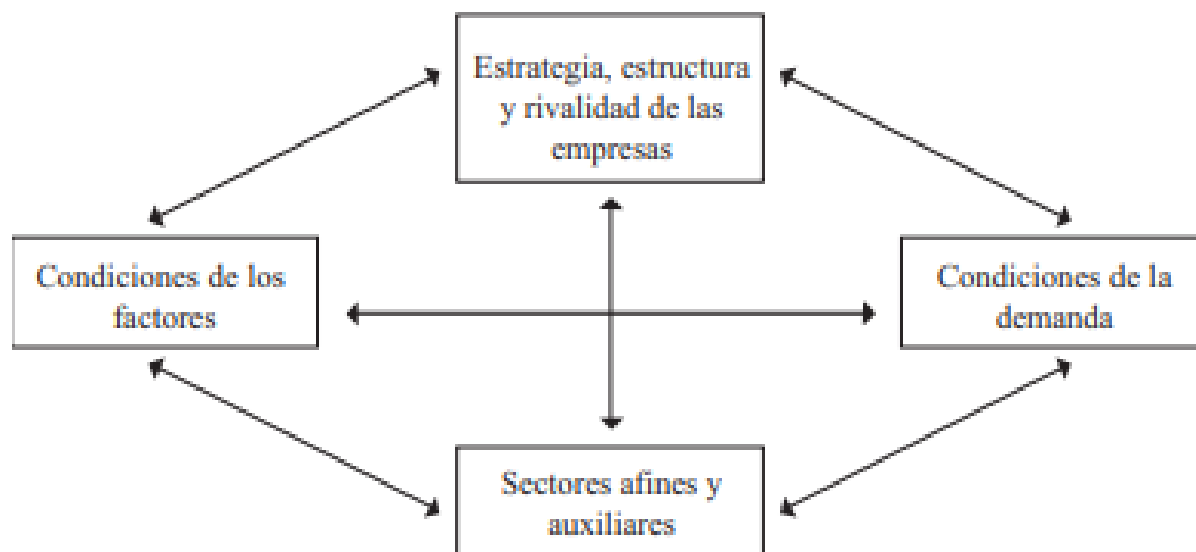 Estrategia, estructura
y rivalidad de las
empresas
Condiciones de los
factores
Condiciones de la
demanda
Sectores afines y
auxiliares